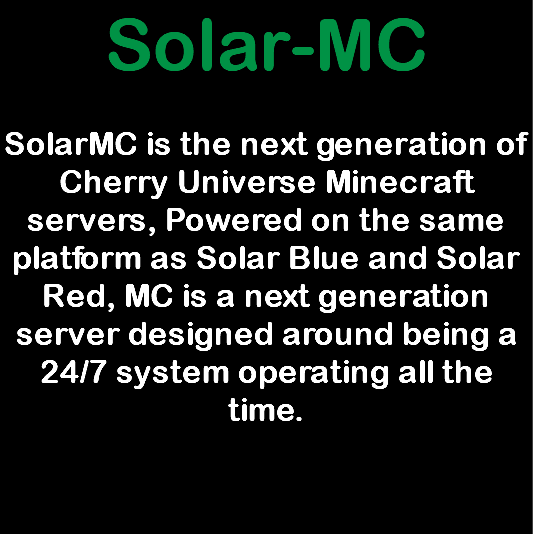 Solar-MC
SolarMC is the next generation of
Cherry Universe Minecraft
servers, Powered on the same
platform as Solar Blue and Solar
Red, MC is a next generation
server designed around being a
24/7 system operating all the
time.